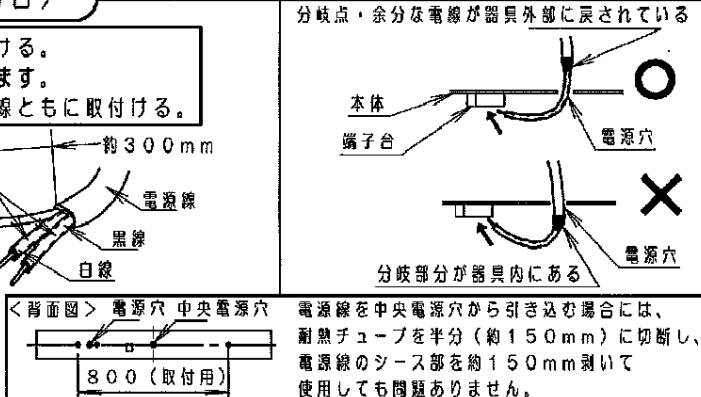 ける。
ます。
線ともに取付ける。
約300mm
電源線
黒線
白線
分岐点・余分な電線が器具外部に戻されている
本体
端子台
電源穴
電源穴
分岐部分が器具内にある
<背面図> 電源穴 中央電源穴
800(取付用)
電源線を中央電源穴から引き込む場合には、
耐熱チューブを半分(約150mm)に切断し、
電源線のシース部を約150mm剥いて
使用しても問題ありません。